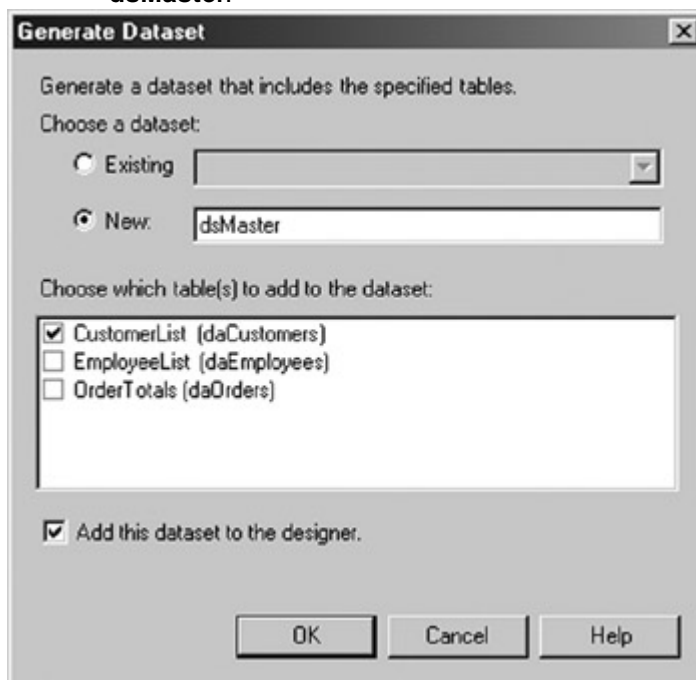 dsMaster.
Generate Dataset
Generate a dataset that includes the specified tables.
Choose a dataset:
Existing
New:
dsMaster
Choose which table(s) to add to the dataset:
CustomerList (daCustomers)
EmployeeList (daEmployees)
OrderTotals (daOrders)
Add this dataset to the designer.
OK Cancel Help